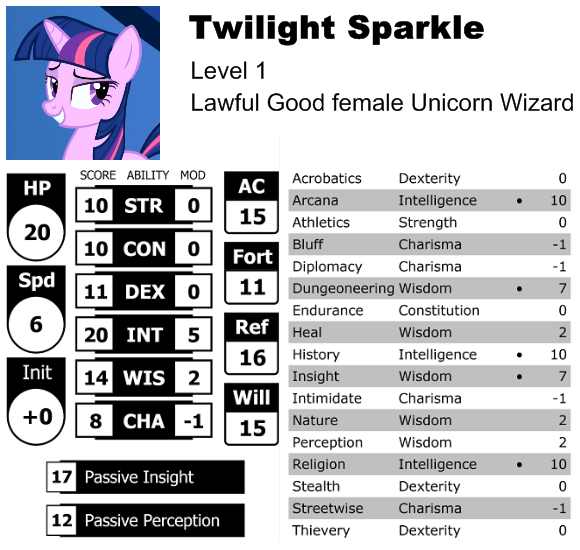 Twilight Sparkle
Level 1
Lawful Good female Unicorn Wizard
HP
20
Spd
6
Init
+0
SCORE ABILITY MOD
10 STR 0
10 CON 0
11 DEX 0
20 INT 5
14 WIS 2
8 CHA -1
AC
15
Fort
11
Ref
16
Will
15
17 Passive Insight
12 Passive Perception
Acrobatics Dexterity 0
Arcana Intelligence • 10
Athletics Strength 0
Bluff Charisma -1
Diplomacy Charisma -1
Dungeoneering Wisdom • 7
Endurance Constitution 0
Heal Wisdom 2
History Intelligence • 10
Insight Wisdom • 7
Intimidate Charisma -1
Nature Wisdom 2
Perception Wisdom 2
Religion Intelligence • 10
Stealth Dexterity 0
Streetwise Charisma -1
Thievery Dexterity 0